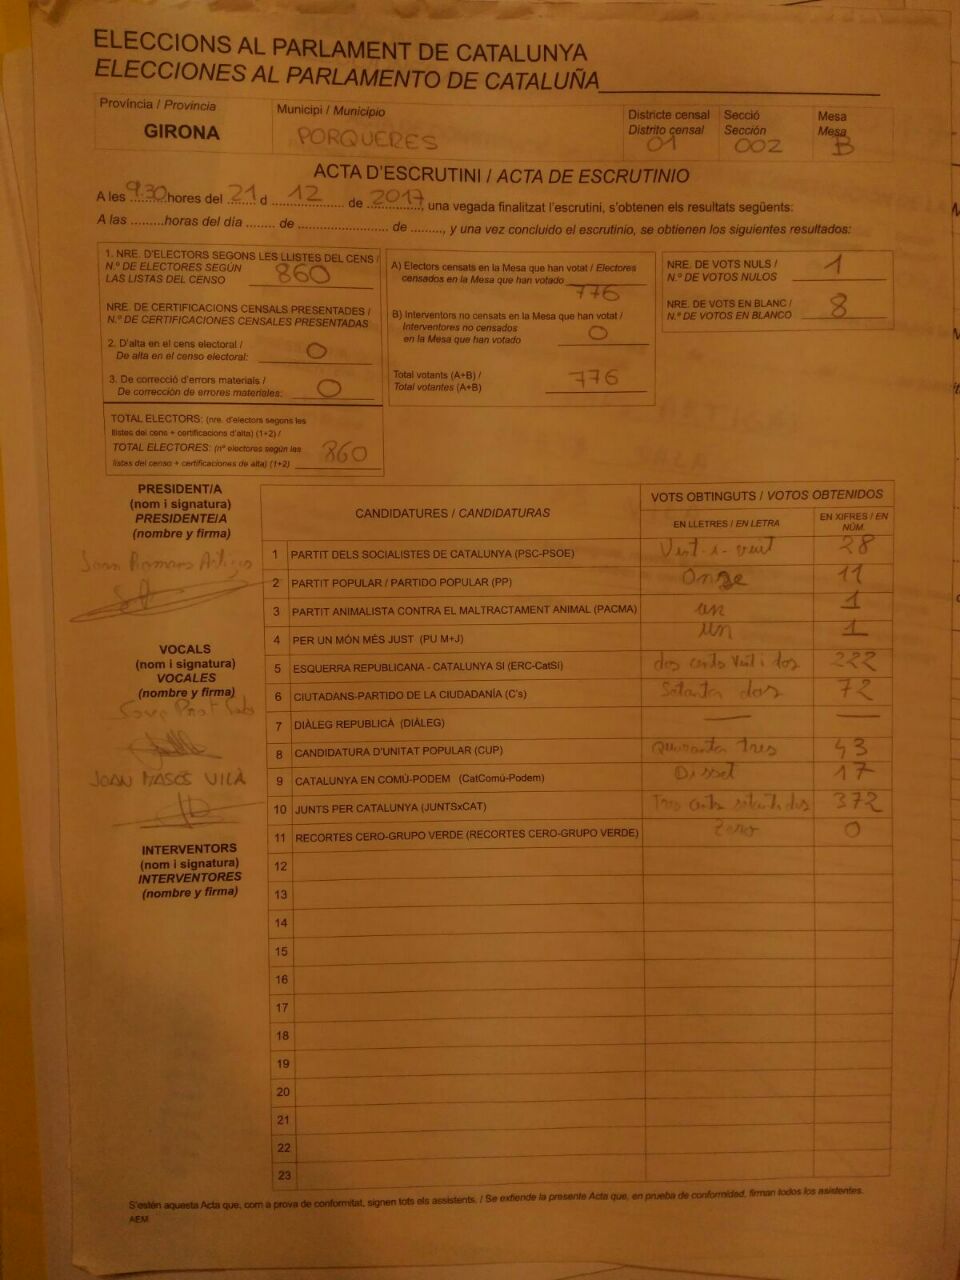 ELECCIONS AL PARLAMENT DE CATALUNYA
ELECCIONES AL PARLAMENTO DE CATALUÑA
Província / Provincia
GIRONA
Municipi / Municipio
PORQUERES
Districte censal
Distrito censal
01
Secció
Sección
002
Mesa
Mesa
B
ACTA D'ESCRUTINI / ACTA DE ESCRUTINIO
A les 9:30 hores del 21 d 12 de 2017, una vegada finalitzat l'escrutini, s'obtenen els resultats següents:
A las .........horas del día ........ de ........................ de ........., y una vez concluido el escrutinio, se obtienen los siguientes resultados:
1. NRE. D'ELECTORS SEGONS LES LLISTES DEL CENS /
N.º DE ELECTORES SEGÚN
LAS LISTAS DEL CENSO 860
NRE. DE CERTIFICACIONS CENSALS PRESENTADES /
N.º DE CERTIFICACIONES CENSALES PRESENTADAS
2. D'alta en el cens electoral /
De alta en el censo electoral: 0
3. De correcció d'errors materials /
De corrección de errores materiales: 0
TOTAL ELECTORS: (nre. d'electors segons les
llistes del cens + certificacions d'alta) (1+2) /
TOTAL ELECTORES: (nº electores según las
listas del censo + certificaciones de alta) (1+2) 860
A) Electors censats en la Mesa que han votat / Electores
censados en la Mesa que han votado 776
B) Interventors no censats en la Mesa que han votat /
Interventores no censados
en la Mesa que han votado 0
Total votants (A+B) /
Total votantes (A+B) 776
NRE. DE VOTS NULS /
N.º DE VOTOS NULOS 1
NRE. DE VOTS EN BLANC /
N.º DE VOTOS EN BLANCO 8
PRESIDENT/A
(nom i signatura)
PRESIDENTE/A
(nombre y firma)
Joan Romans
VOCALS
(nom i signatura)
VOCALES
(nombre y firma)
JOAN MASOS VILÀ
INTERVENTORS
(nom i signatura)
INTERVENTORES
(nombre y firma)
CANDIDATURES / CANDIDATURAS
VOTS OBTINGUTS / VOTOS OBTENIDOS
EN LLETRES / EN LETRA
EN XIFRES / EN NÚM.
1 PARTIT DELS SOCIALISTES DE CATALUNYA (PSC-PSOE) Vint-i-vuit 28
2 PARTIT POPULAR / PARTIDO POPULAR (PP) Onze 11
3 PARTIT ANIMALISTA CONTRA EL MALTRACTAMENT ANIMAL (PACMA) un 1
4 PER UN MÓN MÉS JUST (PU M+J) un 1
5 ESQUERRA REPUBLICANA - CATALUNYA SÍ (ERC-CatSí) dos cents vint i dos 222
6 CIUTADANS-PARTIDO DE LA CIUDADANÍA (C's) Setanta dos 72
7 DIÀLEG REPUBLICÀ (DIÀLEG) — —
8 CANDIDATURA D'UNITAT POPULAR (CUP) Quaranta tres 43
9 CATALUNYA EN COMÚ-PODEM (CatComú-Podem) Disset 17
10 JUNTS PER CATALUNYA (JUNTSxCAT) Tres cents setanta dos 372
11 RECORTES CERO-GRUPO VERDE (RECORTES CERO-GRUPO VERDE) Zero 0
12
13
14
15
16
17
18
19
20
21
22
23
S'estén aquesta Acta que, com a prova de conformitat, signen tots els assistents. / Se extiende la presente Acta que, en prueba de conformidad, firman todos los asistentes.
AEM